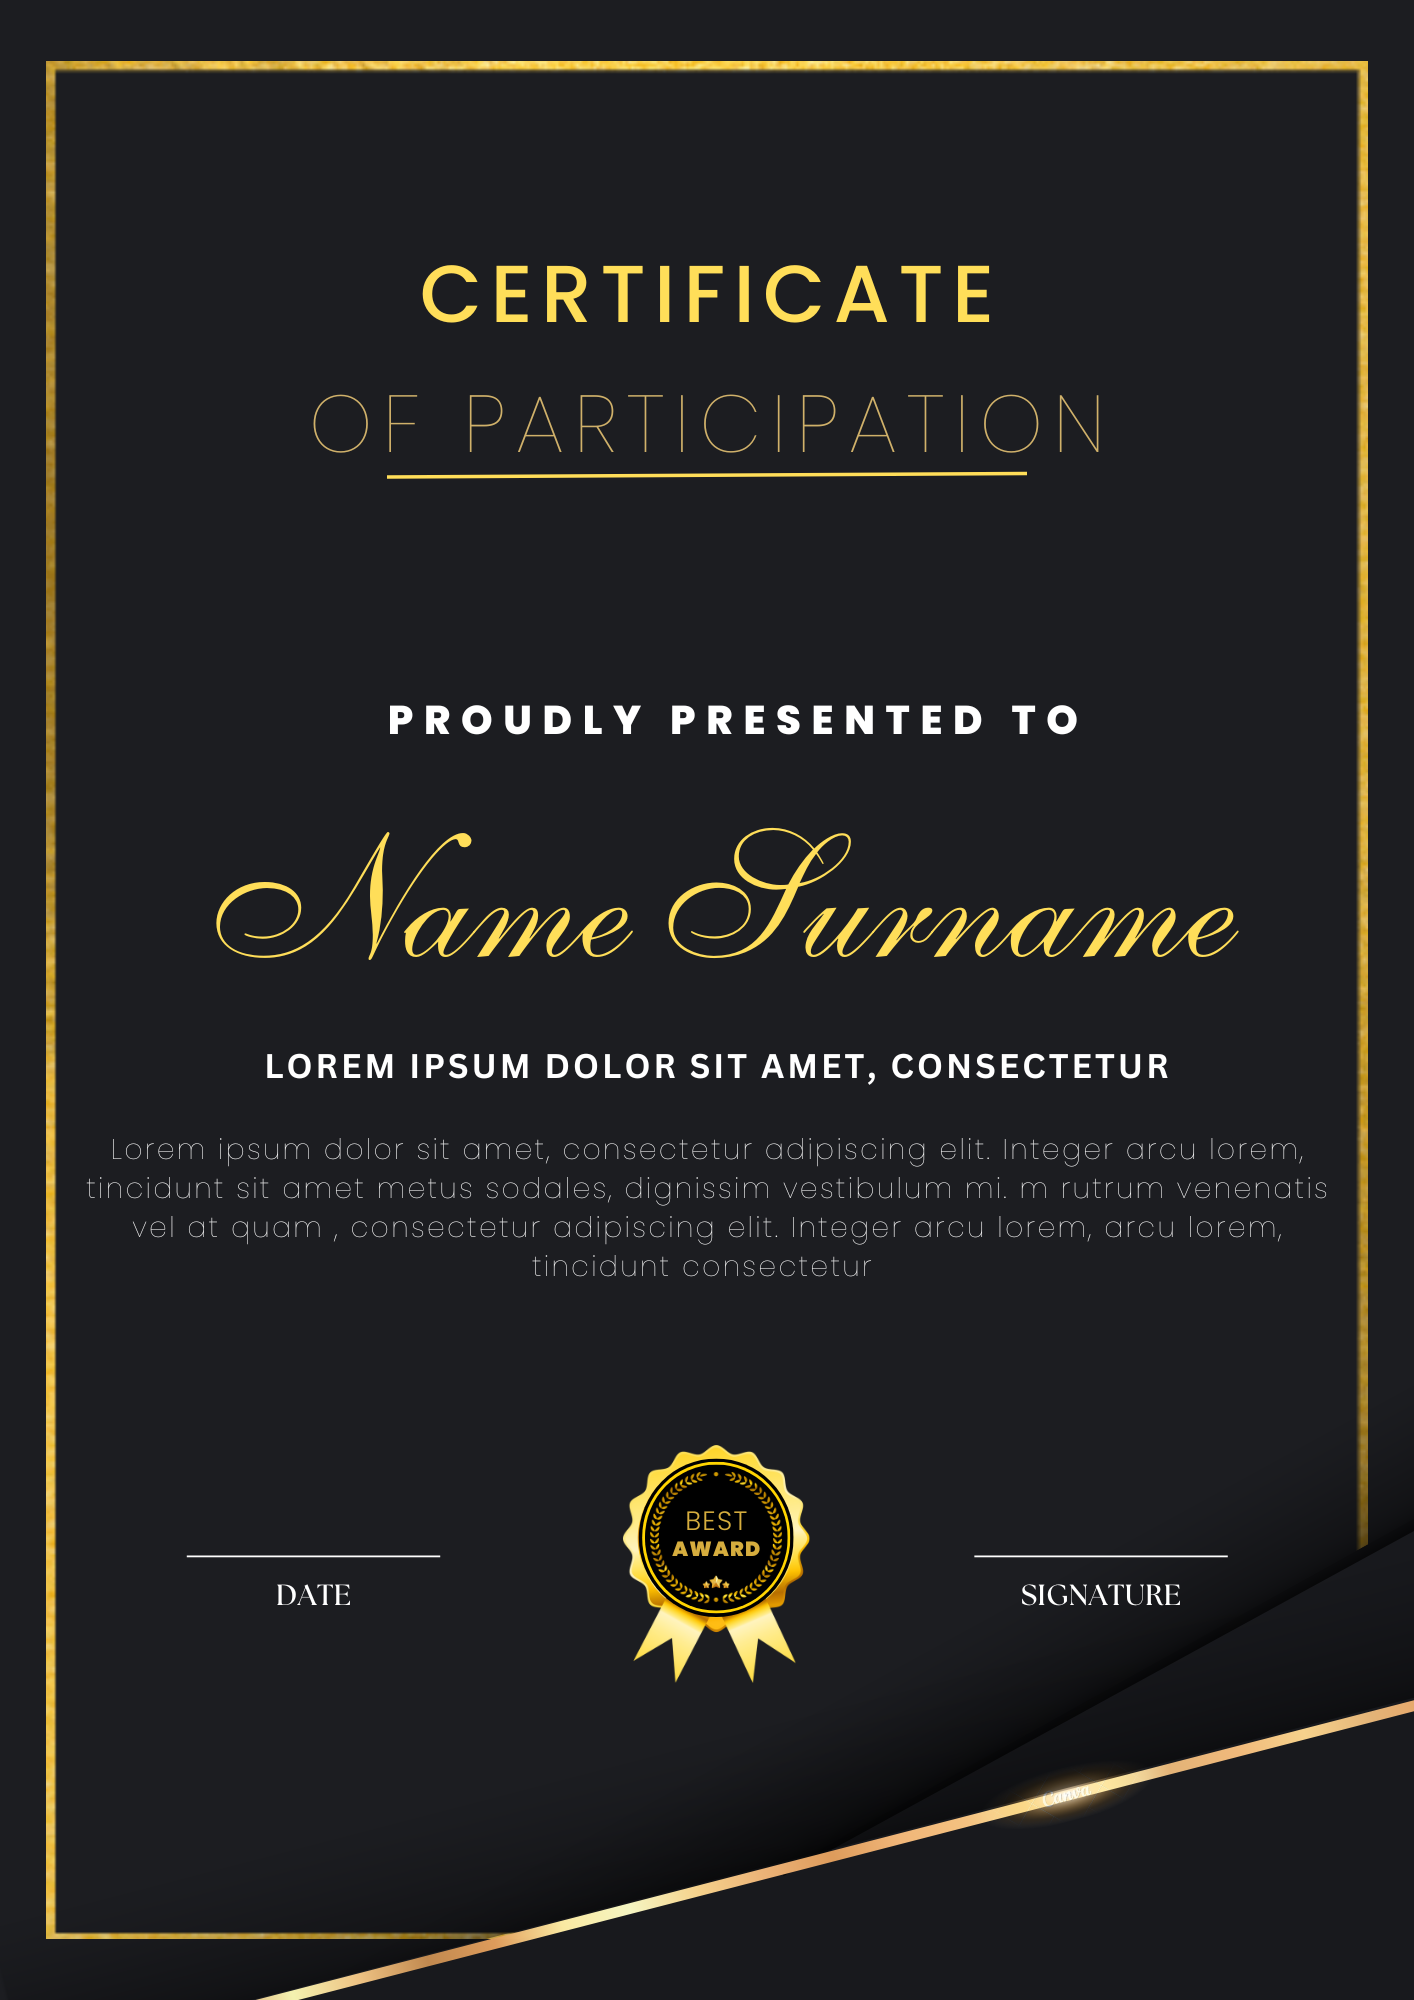 CERTIFICATE
OF PARTICIPATION
PROUDLY PRESENTED TO
Name Surname
LOREM IPSUM DOLOR SIT AMET, CONSECTETUR
Lorem ipsum dolor sit amet, consectetur adipiscing elit. Integer arcu lorem,
tincidunt sit amet metus sodales, dignissim vestibulum mi. m rutrum venenatis
vel at quam , consectetur adipiscing elit. Integer arcu lorem, arcu lorem,
tincidunt consectetur
BEST
AWARD
DATE
SIGNATURE
Canva